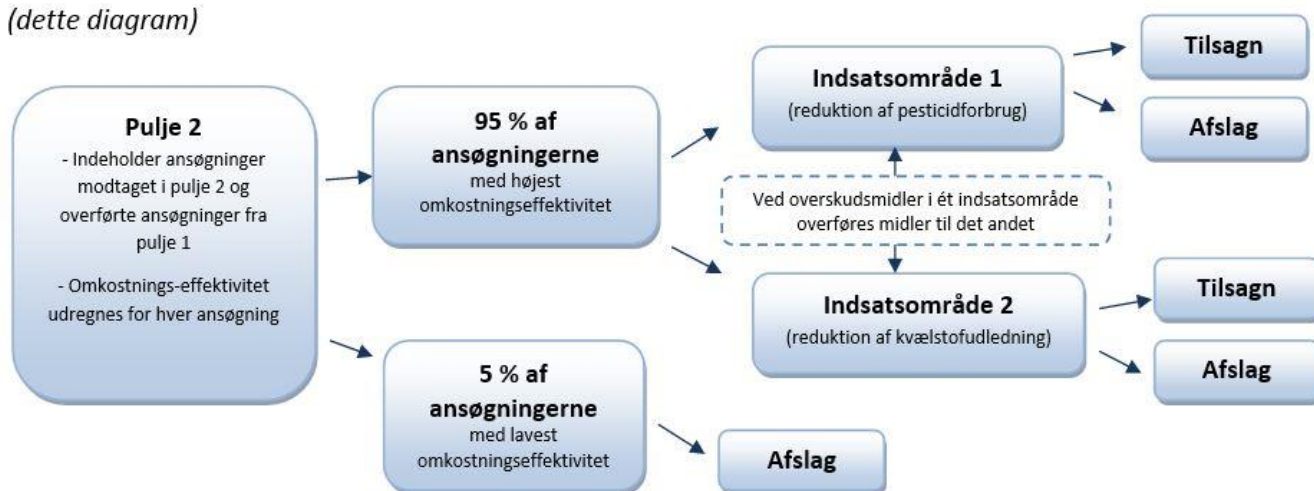 (dette diagram)
Pulje 2
- Indeholder ansøgninger
modtaget i pulje 2 og
overførte ansøgninger fra
pulje 1
- Omkostnings-effektivitet
udregnes for hver ansøgning
95 % af
ansøgningerne
med højest
omkostningseffektivitet
5 % af
ansøgningerne
med lavest
omkostningseffektivitet
Afslag
Indsatsområde 1
(reduktion af pesticidforbrug)
Ved overskudsmidler i ét indsatsområde
overføres midler til det andet
Indsatsområde 2
(reduktion af kvælstofudledning)
Tilsagn
Afslag
Tilsagn
Afslag